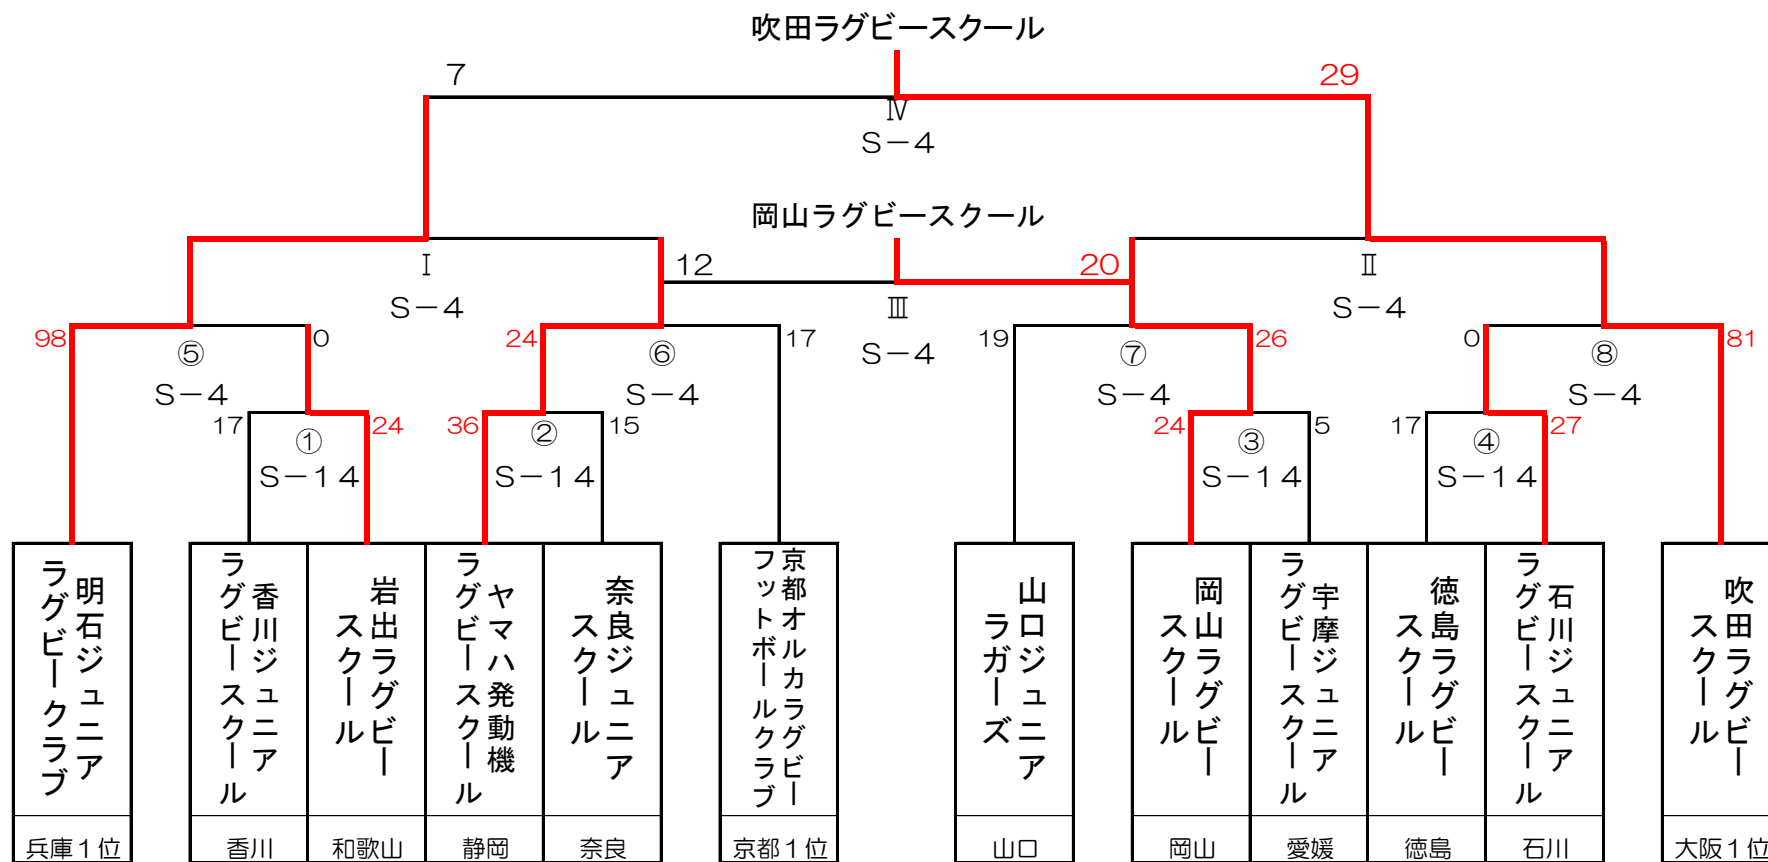 吹田ラグビースクール
7
29
Ⅳ
S-4
岡山ラグビースクール
12
20
Ⅰ
S-4
Ⅲ
S-4
Ⅱ
S-4
98
0
⑤
S-4
24
17
⑥
S-4
19
26
⑦
S-4
0
81
⑧
S-4
17
24
①
S-14
36
15
②
S-14
24
5
③
S-14
17
27
④
S-14
明石ジュニア
ラグビークラブ
香川ジュニア
ラグビースクール
岩出ラグビー
スクール
ヤマハ発動機
ラグビースクール
奈良ジュニア
スクール
京都オルカラグビー
フットボールクラブ
山口ジュニア
ラガーズ
岡山ラグビー
スクール
宇摩ジュニア
ラグビースクール
徳島ラグビー
スクール
石川ジュニア
ラグビースクール
吹田ラグビー
スクール
兵庫1位
香川
和歌山
静岡
奈良
京都1位
山口
岡山
愛媛
徳島
石川
大阪1位